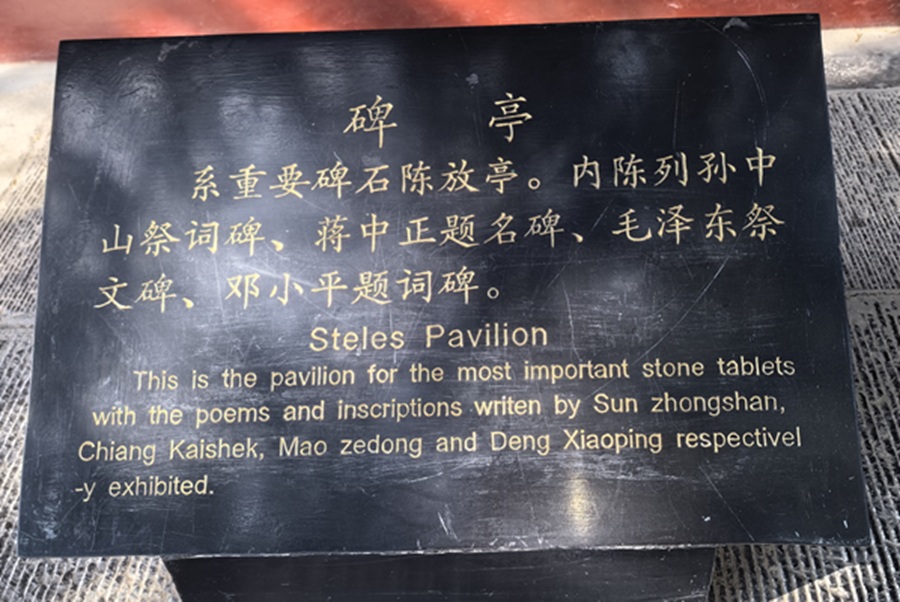 碑 亭
系重要碑石陈放亭。内陈列孙中
山祭词碑、蒋中正题名碑、毛泽东祭
文碑、邓小平题词碑。
Steles Pavilion
This is the pavilion for the most important stone tablets
with the poems and inscriptions writen by Sun zhongshan,
Chiang Kaishek, Mao zedong and Deng Xiaoping respectivel
-y exhibited.